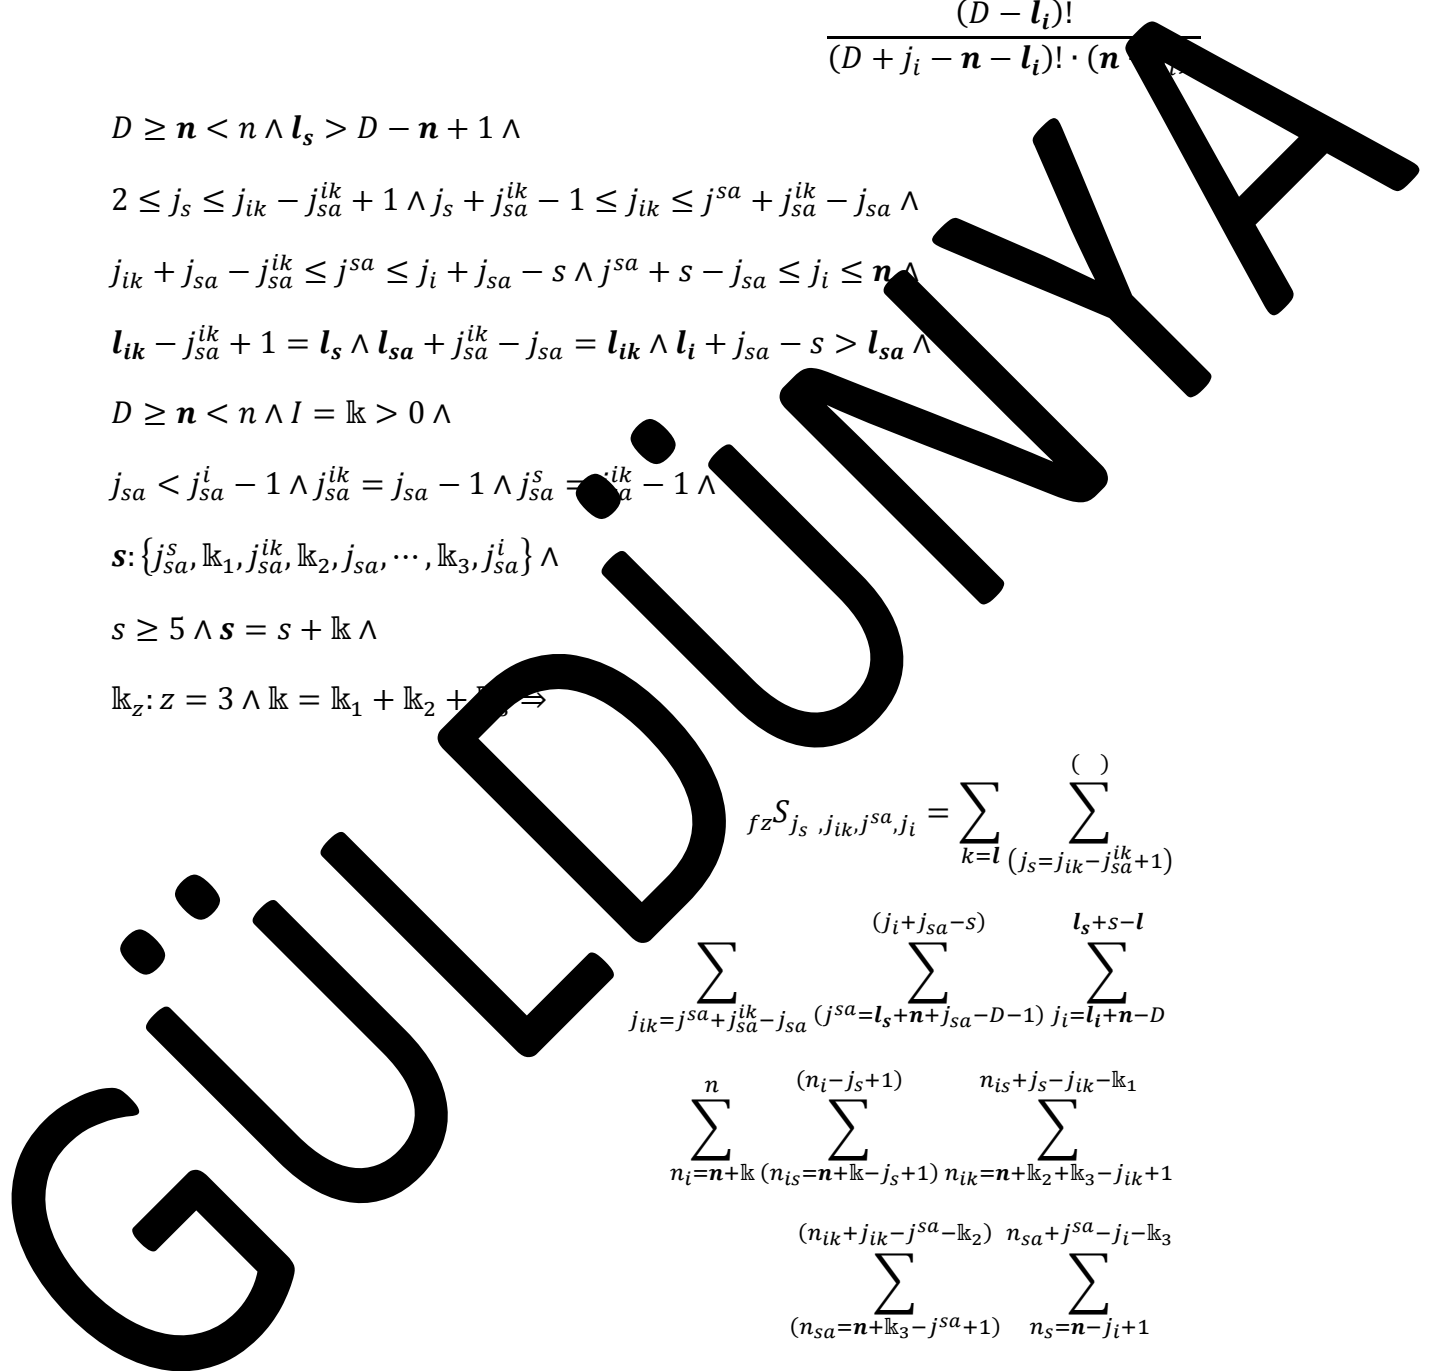 (D − l_i)!
(D + j_i − n − l_i)! · (n
D ≥ n < n ∧ l_s > D − n + 1 ∧
2 ≤ j_s ≤ j_ik − j_sa^ik + 1 ∧ j_s + j_sa^ik − 1 ≤ j_ik ≤ j^sa + j_sa^ik − j_sa ∧
j_ik + j_sa − j_sa^ik ≤ j^sa ≤ j_i + j_sa − s ∧ j^sa + s − j_sa ≤ j_i ≤ n ∧
l_ik − j_sa^ik + 1 = l_s ∧ l_sa + j_sa^ik − j_sa = l_ik ∧ l_i + j_sa − s > l_sa ∧
D ≥ n < n ∧ I = 𝕜 > 0 ∧
j_sa < j_sa^i − 1 ∧ j_sa^ik = j_sa − 1 ∧ j_sa^s = j_sa^ik − 1 ∧
s: {j_sa^s, 𝕜_1, j_sa^ik, 𝕜_2, j_sa, ⋯ , 𝕜_3, j_sa^i} ∧
s ≥ 5 ∧ s = s + 𝕜 ∧
𝕜_z: z = 3 ∧ 𝕜 = 𝕜_1 + 𝕜_2 + 𝕜_3 ⇒
( )
fzS_{j_s ,j_ik,j^sa,j_i} = ∑ ∑
k=l (j_s=j_ik−j_sa^ik+1)
(j_i+j_sa−s) l_s+s−l
∑ ∑ ∑
j_ik=j^sa+j_sa^ik−j_sa (j^sa=l_s+n+j_sa−D−1) j_i=l_i+n−D
n (n_i−j_s+1) n_is+j_s−j_ik−𝕜_1
∑ ∑ ∑
n_i=n+𝕜 (n_is=n+𝕜−j_s+1) n_ik=n+𝕜_2+𝕜_3−j_ik+1
(n_ik+j_ik−j^sa−𝕜_2) n_sa+j^sa−j_i−𝕜_3
∑ ∑
(n_sa=n+𝕜_3−j^sa+1) n_s=n−j_i+1
GÜLDÜNYA